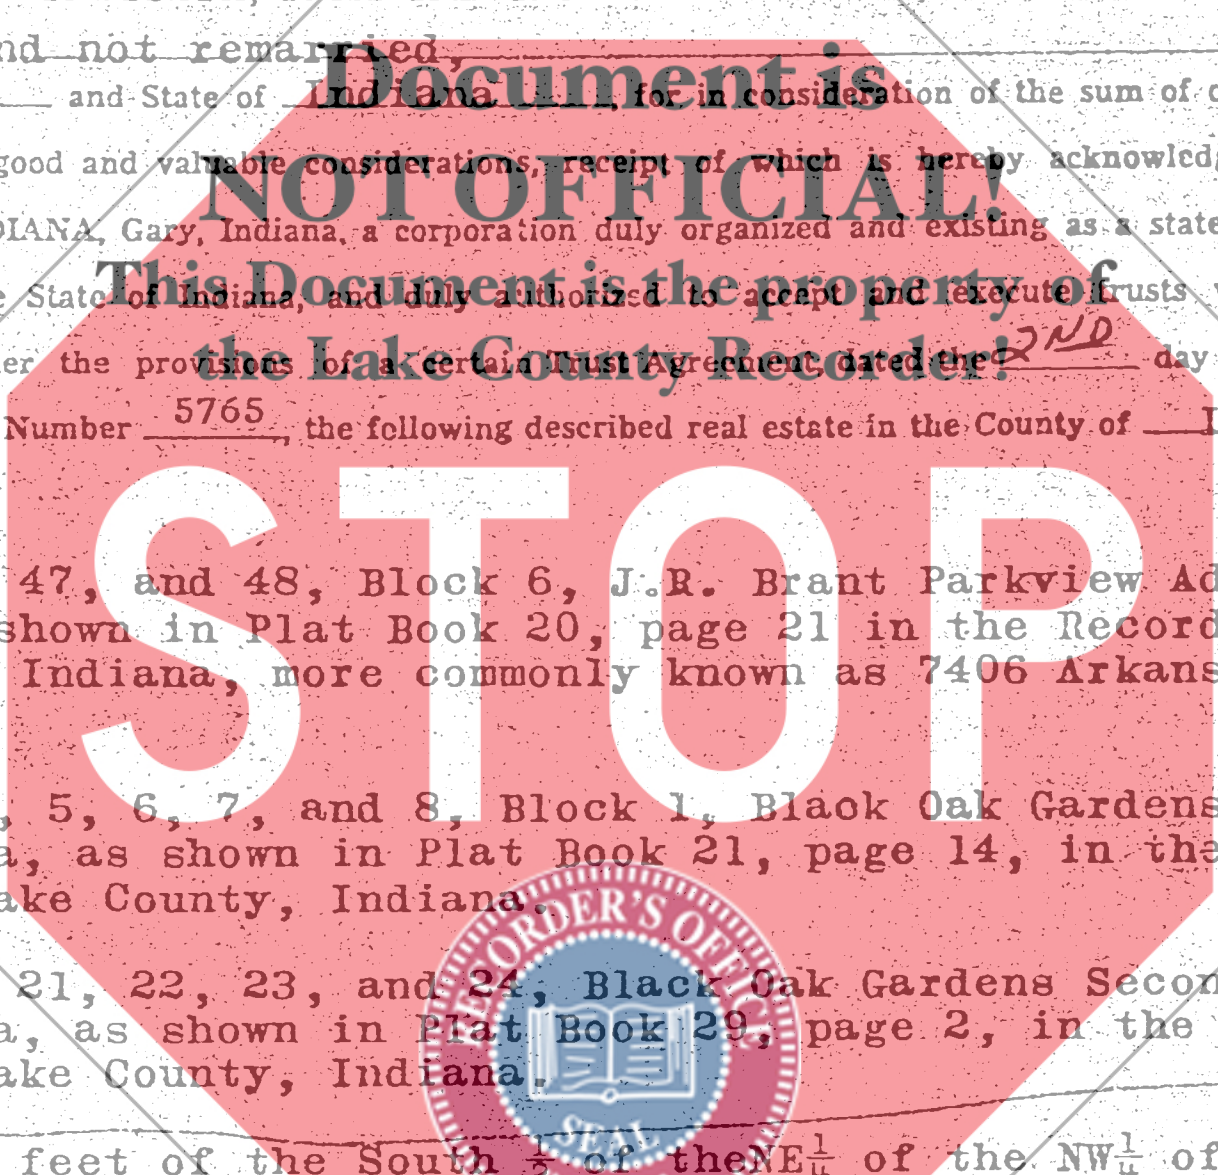 nd not remarried,
Document is
and State of Indiana, for in consideration of the sum of
good and valuable considerations, receipt of which is hereby acknowledg
NOT OFFICIAL!
DIANA, Gary, Indiana, a corporation duly organized and existing as a state
This Document is the property of
e State of Indiana, and duly authorized to accept and execute trusts
the Lake County Recorder!
er the provisions of a certain Trust Agreement, dated the 2ND day
Number 5765, the following described real estate in the County of L
STOP
47, and 48, Block 6, J.R. Brant Parkview Ad
shown in Plat Book 20, page 21 in the Record
Indiana, more commonly known as 7406 Arkans
, 5, 6, 7, and 8, Block 1, Black Oak Gardens
a, as shown in Plat Book 21, page 14, in the
ake County, Indiana.
RECORDER'S OFFICE
21, 22, 23, and 24, Black Oak Gardens Secon
a, as shown in Plat Book 29, page 2, in the
ake County, Indiana.
SEAL
feet of the South ½ of theNE¼ of the NW¼ of